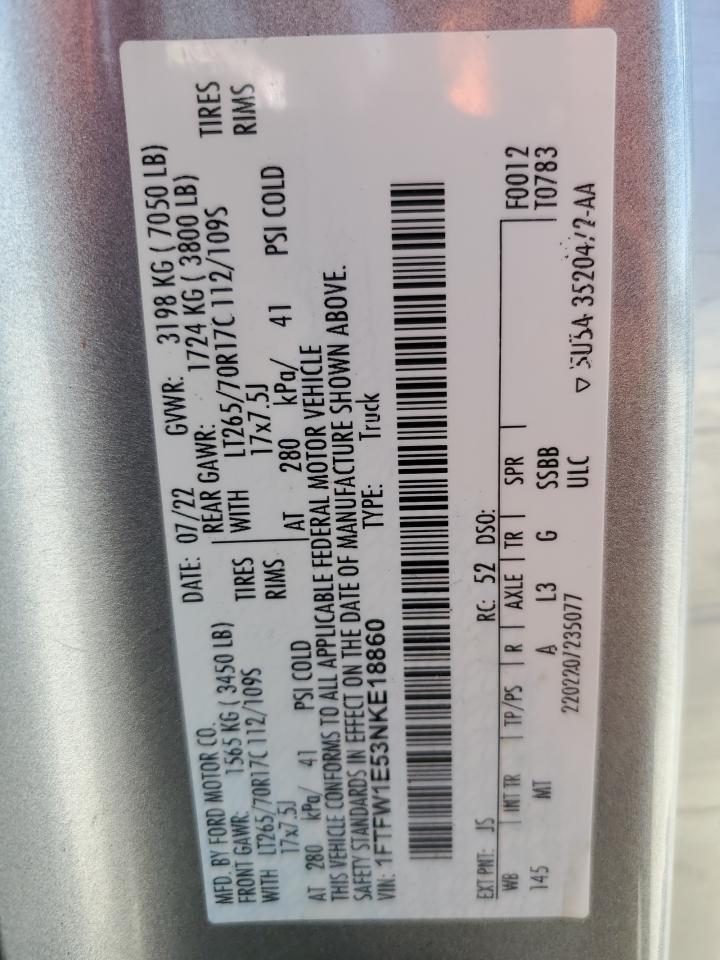 MFD. BY FORD MOTOR CO. DATE: 07/22 GVWR: 3198 KG ( 7050 LB)
FRONT GAWR: 1565 KG ( 3450 LB) REAR GAWR: 1724 KG ( 3800 LB)
WITH LT265/70R17C 112/109S TIRES WITH LT265/70R17C 112/109S TIRES
17x7.5J RIMS 17x7.5J RIMS
AT 280 kPa/ 41 PSI COLD AT 280 kPa/ 41 PSI COLD
THIS VEHICLE CONFORMS TO ALL APPLICABLE FEDERAL MOTOR VEHICLE
SAFETY STANDARDS IN EFFECT ON THE DATE OF MANUFACTURE SHOWN ABOVE.
VIN: 1FTFW1E53NKE18860 TYPE: Truck
EXT PNT: JS RC: 52 DSO:
WB INT TR TP/PS R AXLE TR SPR F0012
T0783
145 MT A L3 G SSBB
220220/235077 ULC